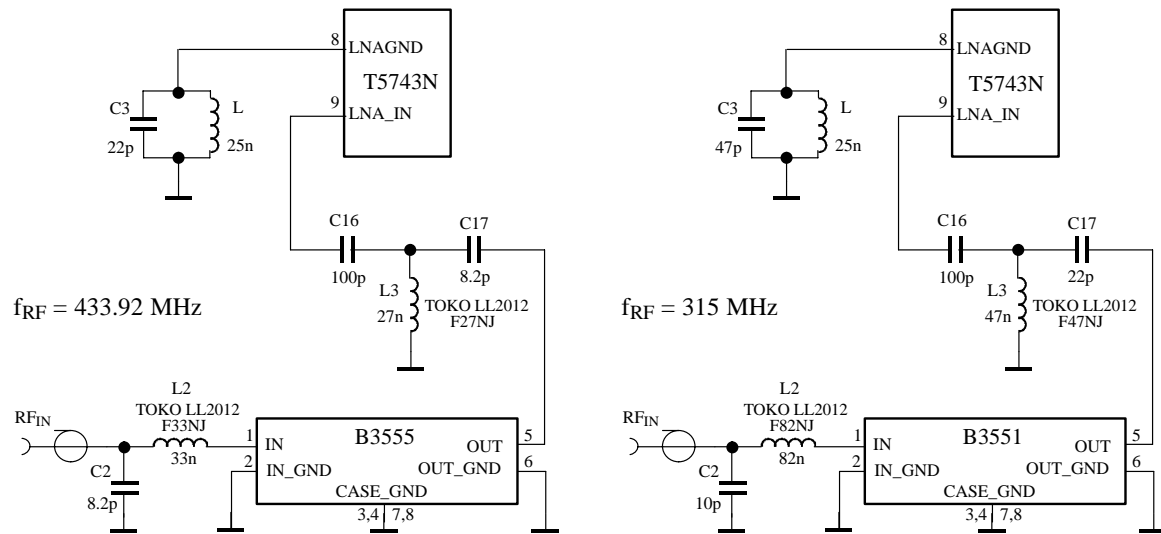 8
LNAGND
T5743N
9
LNA_IN
C3
22p
L
25n
C16
100p
C17
8.2p
L3
27n
TOKO LL2012
F27NJ
fRF = 433.92 MHz
L2
TOKO LL2012
F33NJ
33n
RFIN
C2
8.2p
1
IN
2
IN_GND
B3555
OUT
5
OUT_GND
6
CASE_GND
3,4
7,8
8
LNAGND
T5743N
9
LNA_IN
C3
47p
L
25n
C16
100p
C17
22p
L3
47n
TOKO LL2012
F47NJ
fRF = 315 MHz
L2
TOKO LL2012
F82NJ
82n
RFIN
C2
10p
1
IN
2
IN_GND
B3551
OUT
5
OUT_GND
6
CASE_GND
3,4
7,8